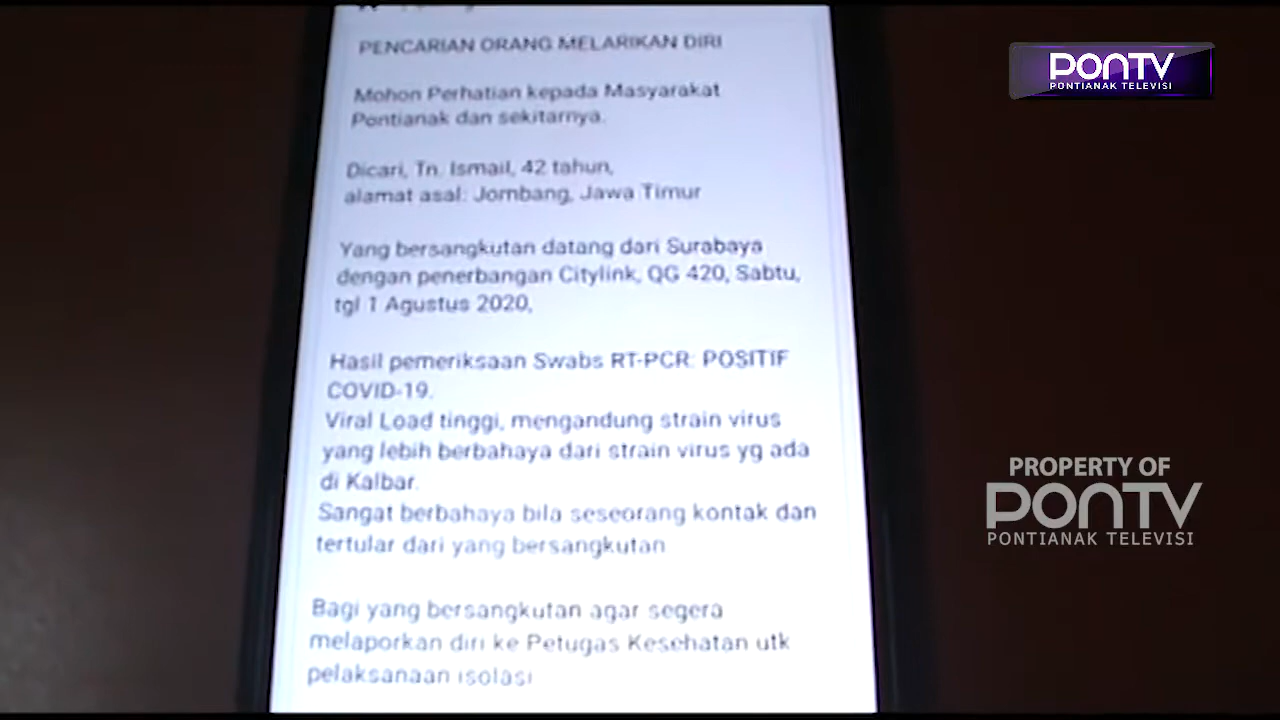 PENCARIAN ORANG MELARIKAN DIRI
Mohon Perhatian kepada Masyarakat
Pontianak dan sekitarnya.
Dicari, Tn. Ismail, 42 tahun,
alamat asal: Jombang, Jawa Timur
Yang bersangkutan datang dari Surabaya
dengan penerbangan Citylink, QG 420, Sabtu,
tgl 1 Agustus 2020,
Hasil pemeriksaan Swabs RT-PCR: POSITIF
COVID-19.
Viral Load tinggi, mengandung strain virus
yang lebih berbahaya dari strain virus yg ada
di Kalbar.
Sangat berbahaya bila seseorang kontak dan
tertular dari yang bersangkutan
Bagi yang bersangkutan agar segera
melaporkan diri ke Petugas Kesehatan utk
pelaksanaan isolasi
PONTV
PONTIANAK TELEVISI
PROPERTY OF
PONTV
PONTIANAK TELEVISI